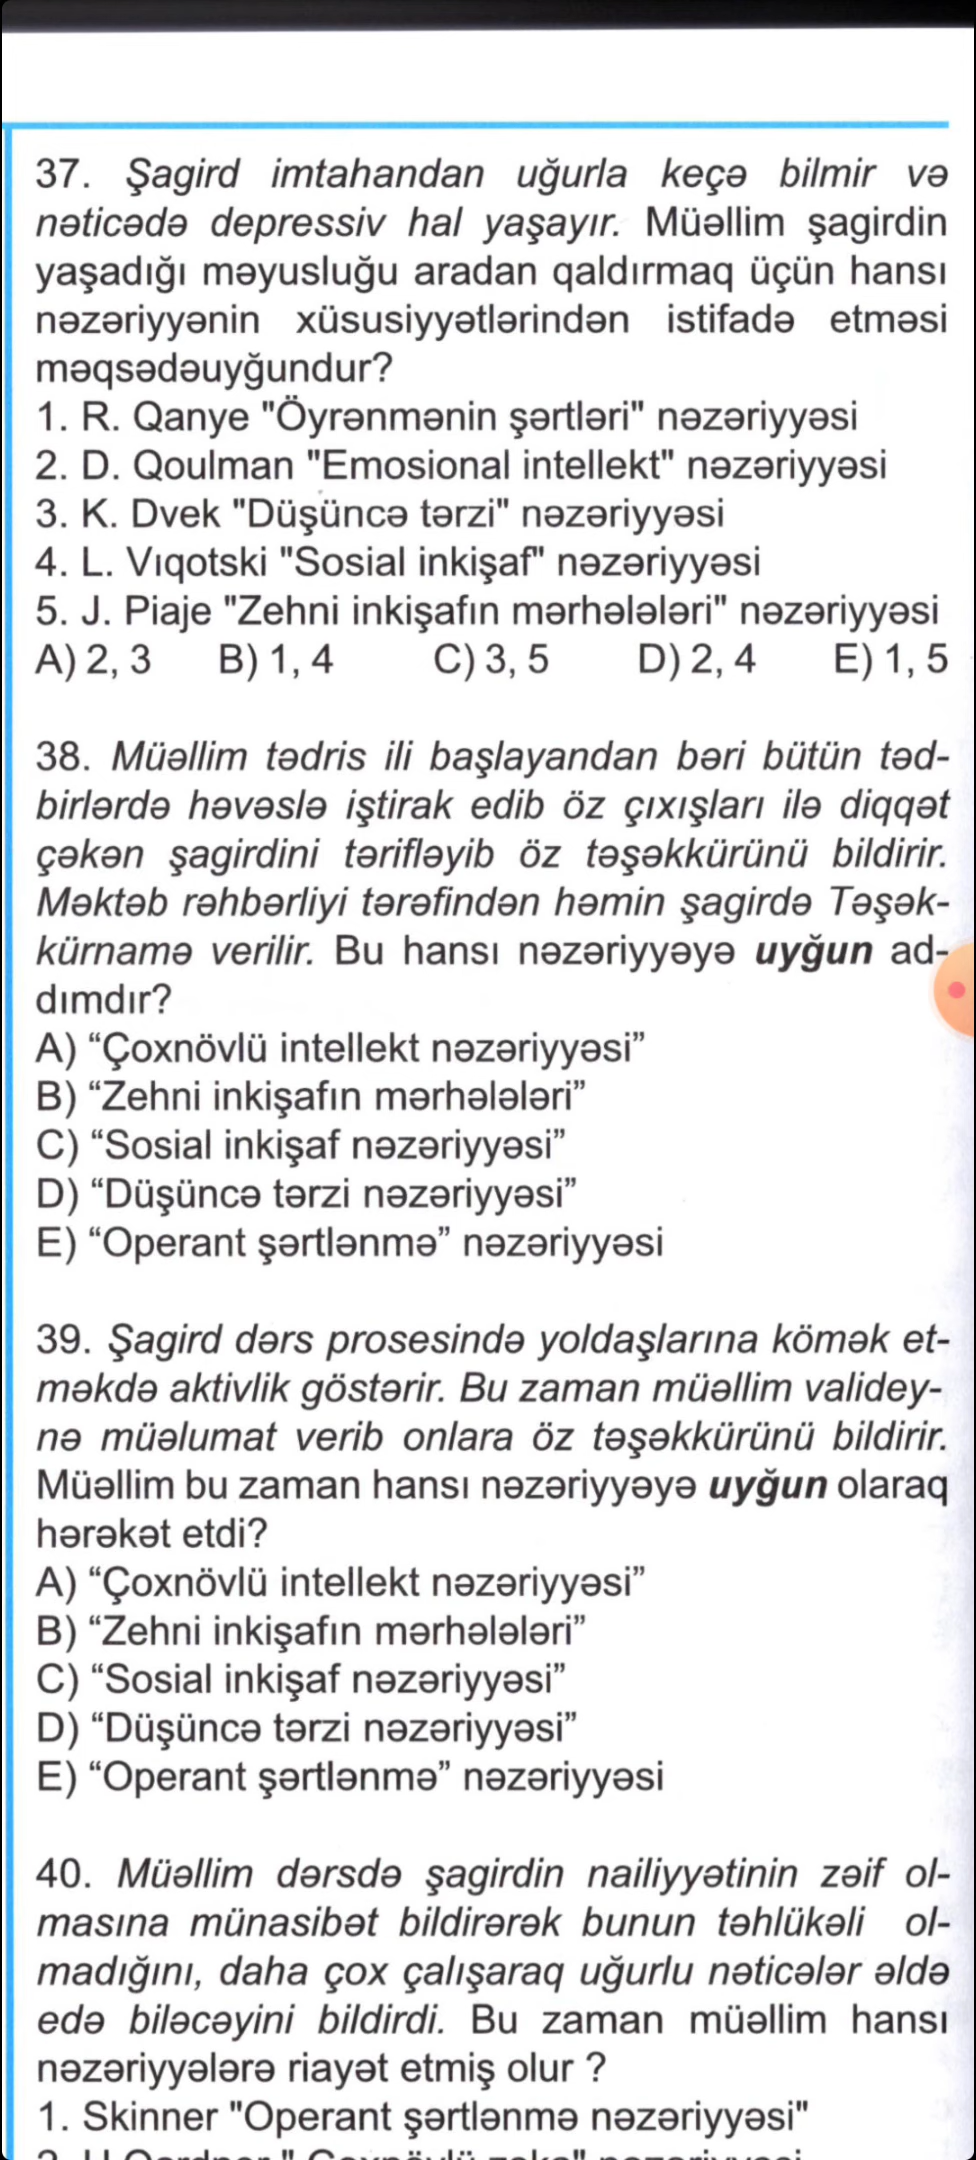 37. Şagird imtahandan uğurla keçə bilmir və
nəticədə depressiv hal yaşayır. Müəllim şagirdin
yaşadığı məyusluğu aradan qaldırmaq üçün hansı
nəzəriyyənin xüsusiyyətlərindən istifadə etməsi
məqsədəuyğundur?
1. R. Qanye "Öyrənmənin şərtləri" nəzəriyyəsi
2. D. Qoulman "Emosional intellekt" nəzəriyyəsi
3. K. Dvek "Düşüncə tərzi" nəzəriyyəsi
4. L. Vıqotski "Sosial inkişaf" nəzəriyyəsi
5. J. Piaje "Zehni inkişafın mərhələləri" nəzəriyyəsi
A) 2, 3 B) 1, 4 C) 3, 5 D) 2, 4 E) 1, 5
38. Müəllim tədris ili başlayandan bəri bütün təd-
birlərdə həvəslə iştirak edib öz çıxışları ilə diqqət
çəkən şagirdini tərifləyib öz təşəkkürünü bildirir.
Məktəb rəhbərliyi tərəfindən həmin şagirdə Təşək-
kürnamə verilir. Bu hansı nəzəriyyəyə uyğun ad-
dımdır?
A) “Çoxnövlü intellekt nəzəriyyəsi”
B) “Zehni inkişafın mərhələləri”
C) “Sosial inkişaf nəzəriyyəsi”
D) “Düşüncə tərzi nəzəriyyəsi”
E) “Operant şərtlənmə” nəzəriyyəsi
39. Şagird dərs prosesində yoldaşlarına kömək et-
məkdə aktivlik göstərir. Bu zaman müəllim validey-
nə müəlumat verib onlara öz təşəkkürünü bildirir.
Müəllim bu zaman hansı nəzəriyyəyə uyğun olaraq
hərəkət etdi?
A) “Çoxnövlü intellekt nəzəriyyəsi”
B) “Zehni inkişafın mərhələləri”
C) “Sosial inkişaf nəzəriyyəsi”
D) “Düşüncə tərzi nəzəriyyəsi”
E) “Operant şərtlənmə” nəzəriyyəsi
40. Müəllim dərsdə şagirdin nailiyyətinin zəif ol-
masına münasibət bildirərək bunun təhlükəli ol-
madığını, daha çox çalışaraq uğurlu nəticələr əldə
edə biləcəyini bildirdi. Bu zaman müəllim hansı
nəzəriyyələrə riayət etmiş olur ?
1. Skinner "Operant şərtlənmə nəzəriyyəsi"